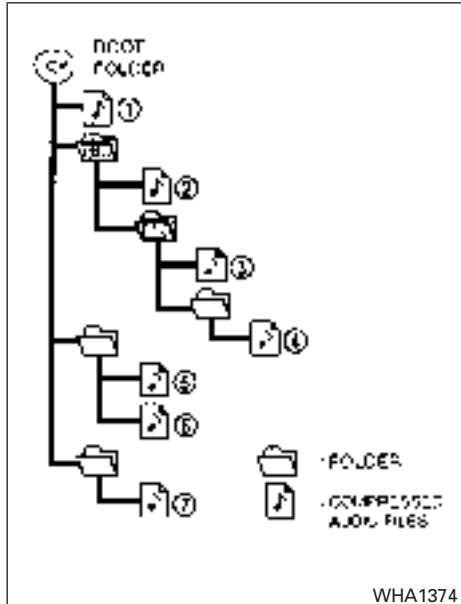 ROOT
FOLDER
①
②
③
④
⑤
⑥
⑦
: FOLDER
: COMPRESSED
AUDIO FILES
WHA1374